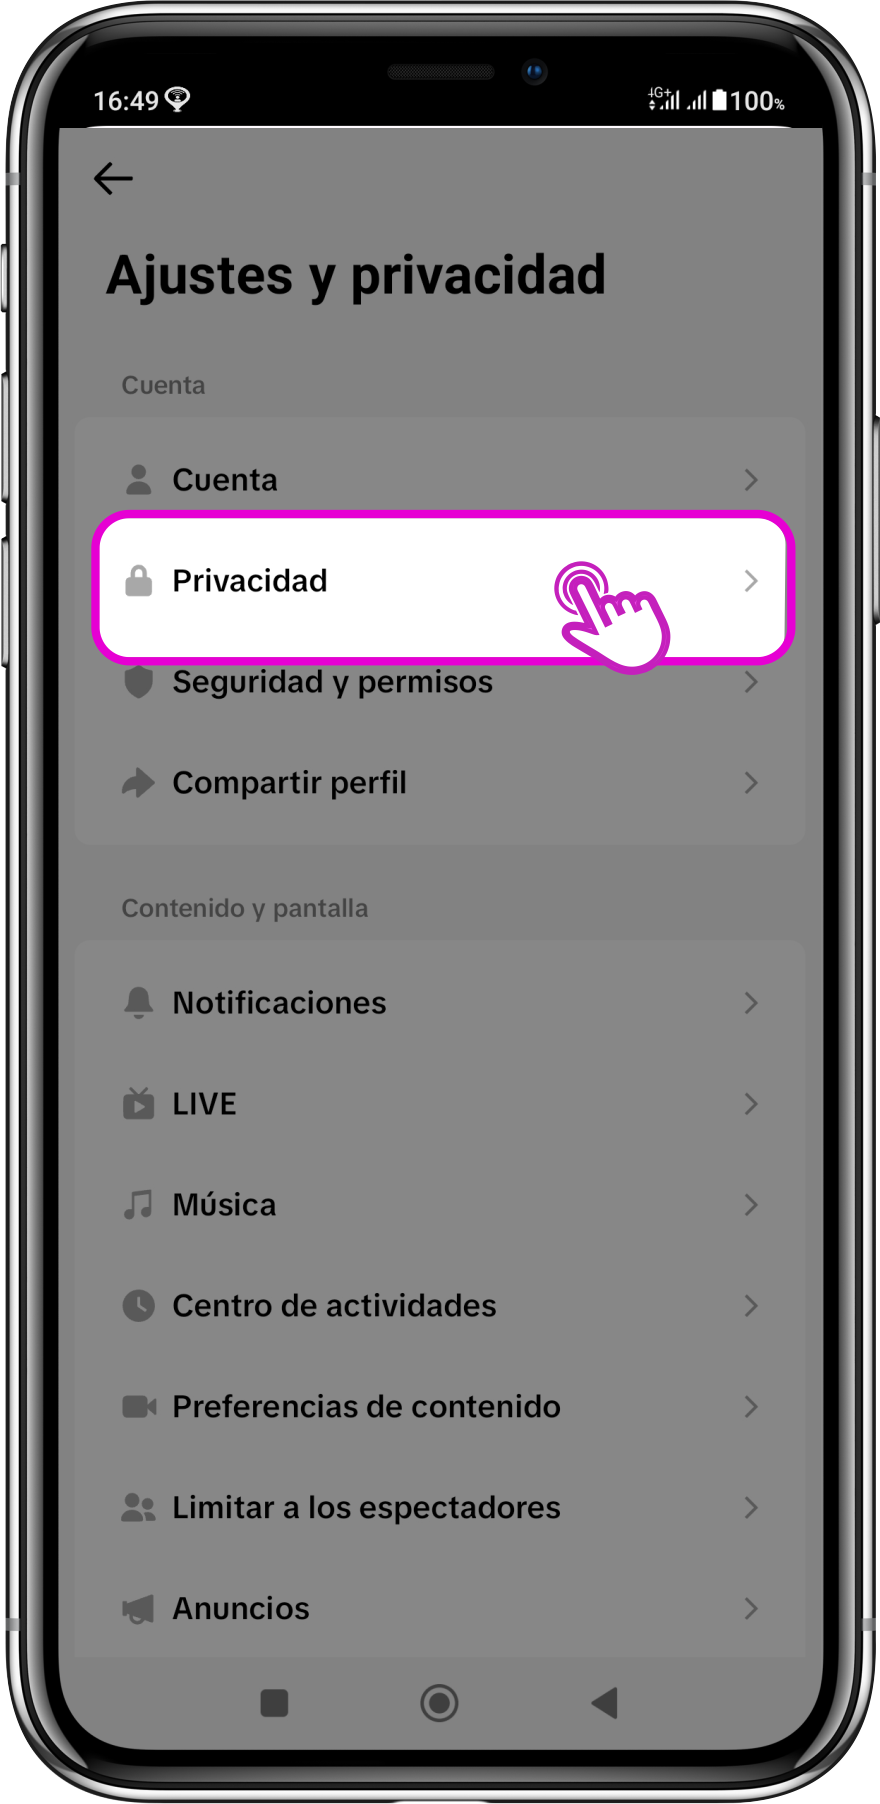 16:49 4G+ 100%
Ajustes y privacidad
Cuenta
Cuenta
Privacidad
Seguridad y permisos
Compartir perfil
Contenido y pantalla
Notificaciones
LIVE
Música
Centro de actividades
Preferencias de contenido
Limitar a los espectadores
Anuncios